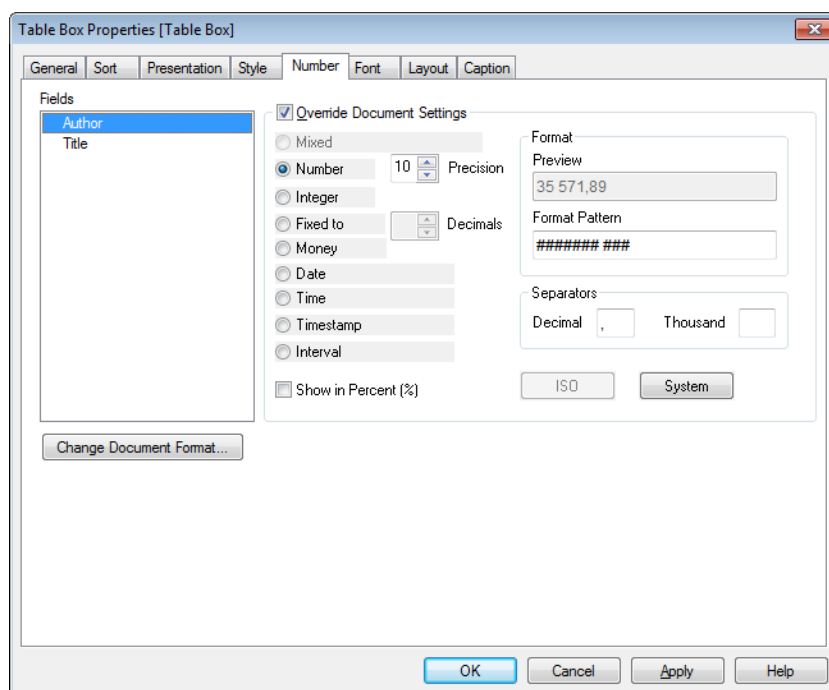 Table Box Properties [Table Box]
General Sort Presentation Style Number Font Layout Caption
Fields
Author
Title
Override Document Settings
Mixed
Number 10 Precision
Integer
Fixed to Decimals
Money
Date
Time
Timestamp
Interval
Show in Percent (%)
Format
Preview
35 571,89
Format Pattern
####### ###
Separators
Decimal , Thousand
ISO System
Change Document Format...
OK Cancel Apply Help